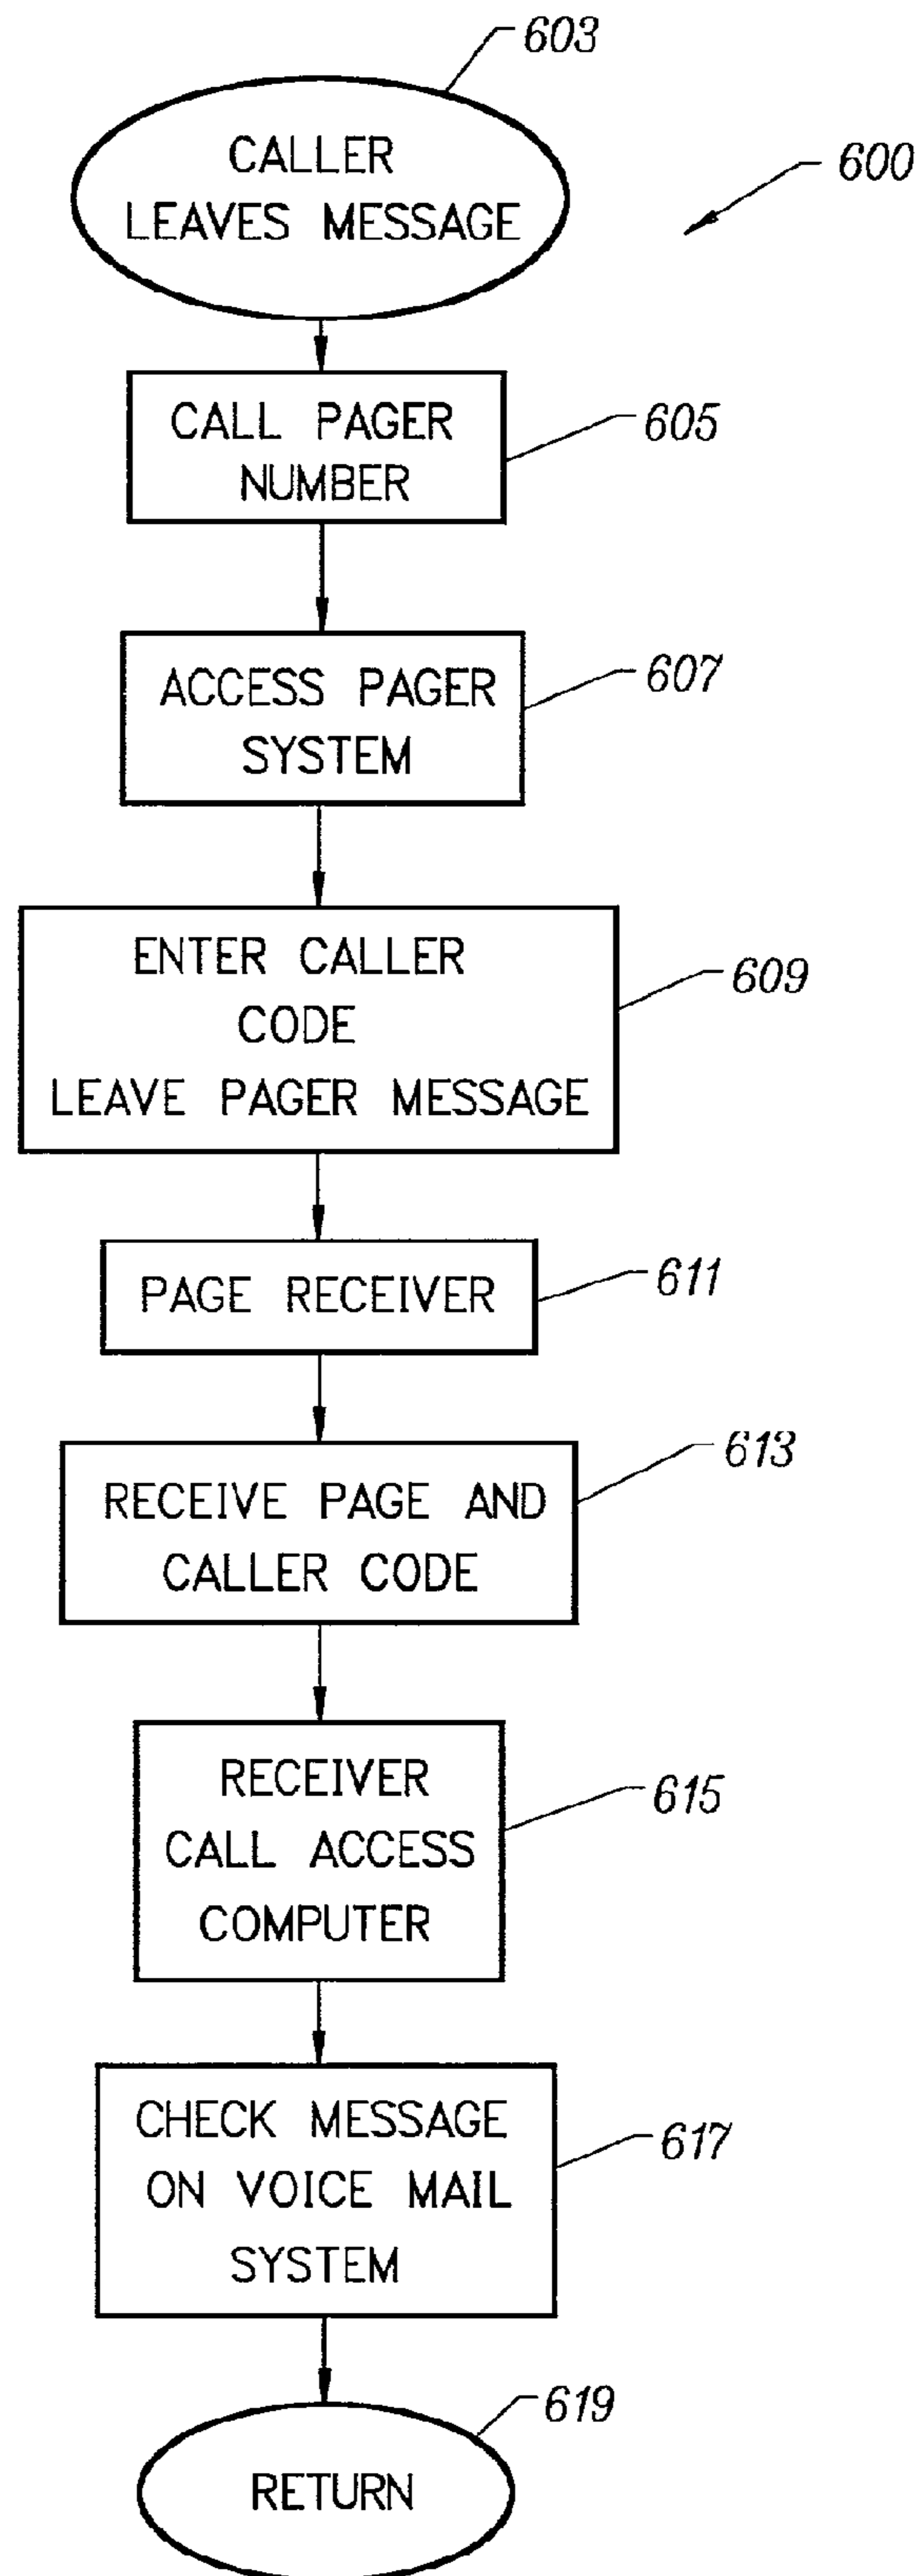 603
CALLER
LEAVES MESSAGE
600
CALL PAGER
NUMBER
605
ACCESS PAGER
SYSTEM
607
ENTER CALLER
CODE
LEAVE PAGER MESSAGE
609
PAGE RECEIVER
611
RECEIVE PAGE AND
CALLER CODE
613
RECEIVER
CALL ACCESS
COMPUTER
615
CHECK MESSAGE
ON VOICE MAIL
SYSTEM
617
619
RETURN